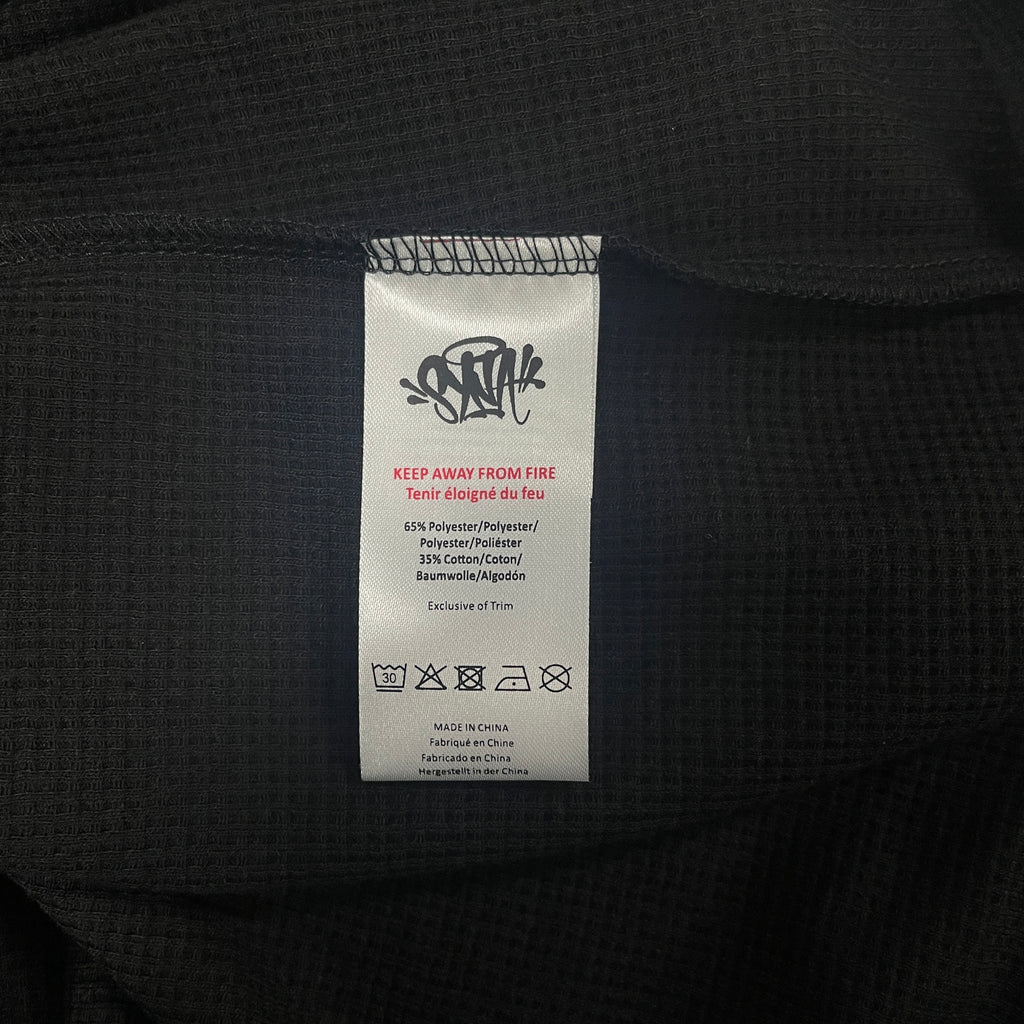 SYNA
KEEP AWAY FROM FIRE
Tenir éloigné du feu
65% Polyester/Polyester/
Polyester/Poliéster
35% Cotton/Coton/
Baumwolle/Algodón
Exclusive of Trim
30
MADE IN CHINA
Fabriqué en Chine
Fabricado en China
Hergestellt in der China